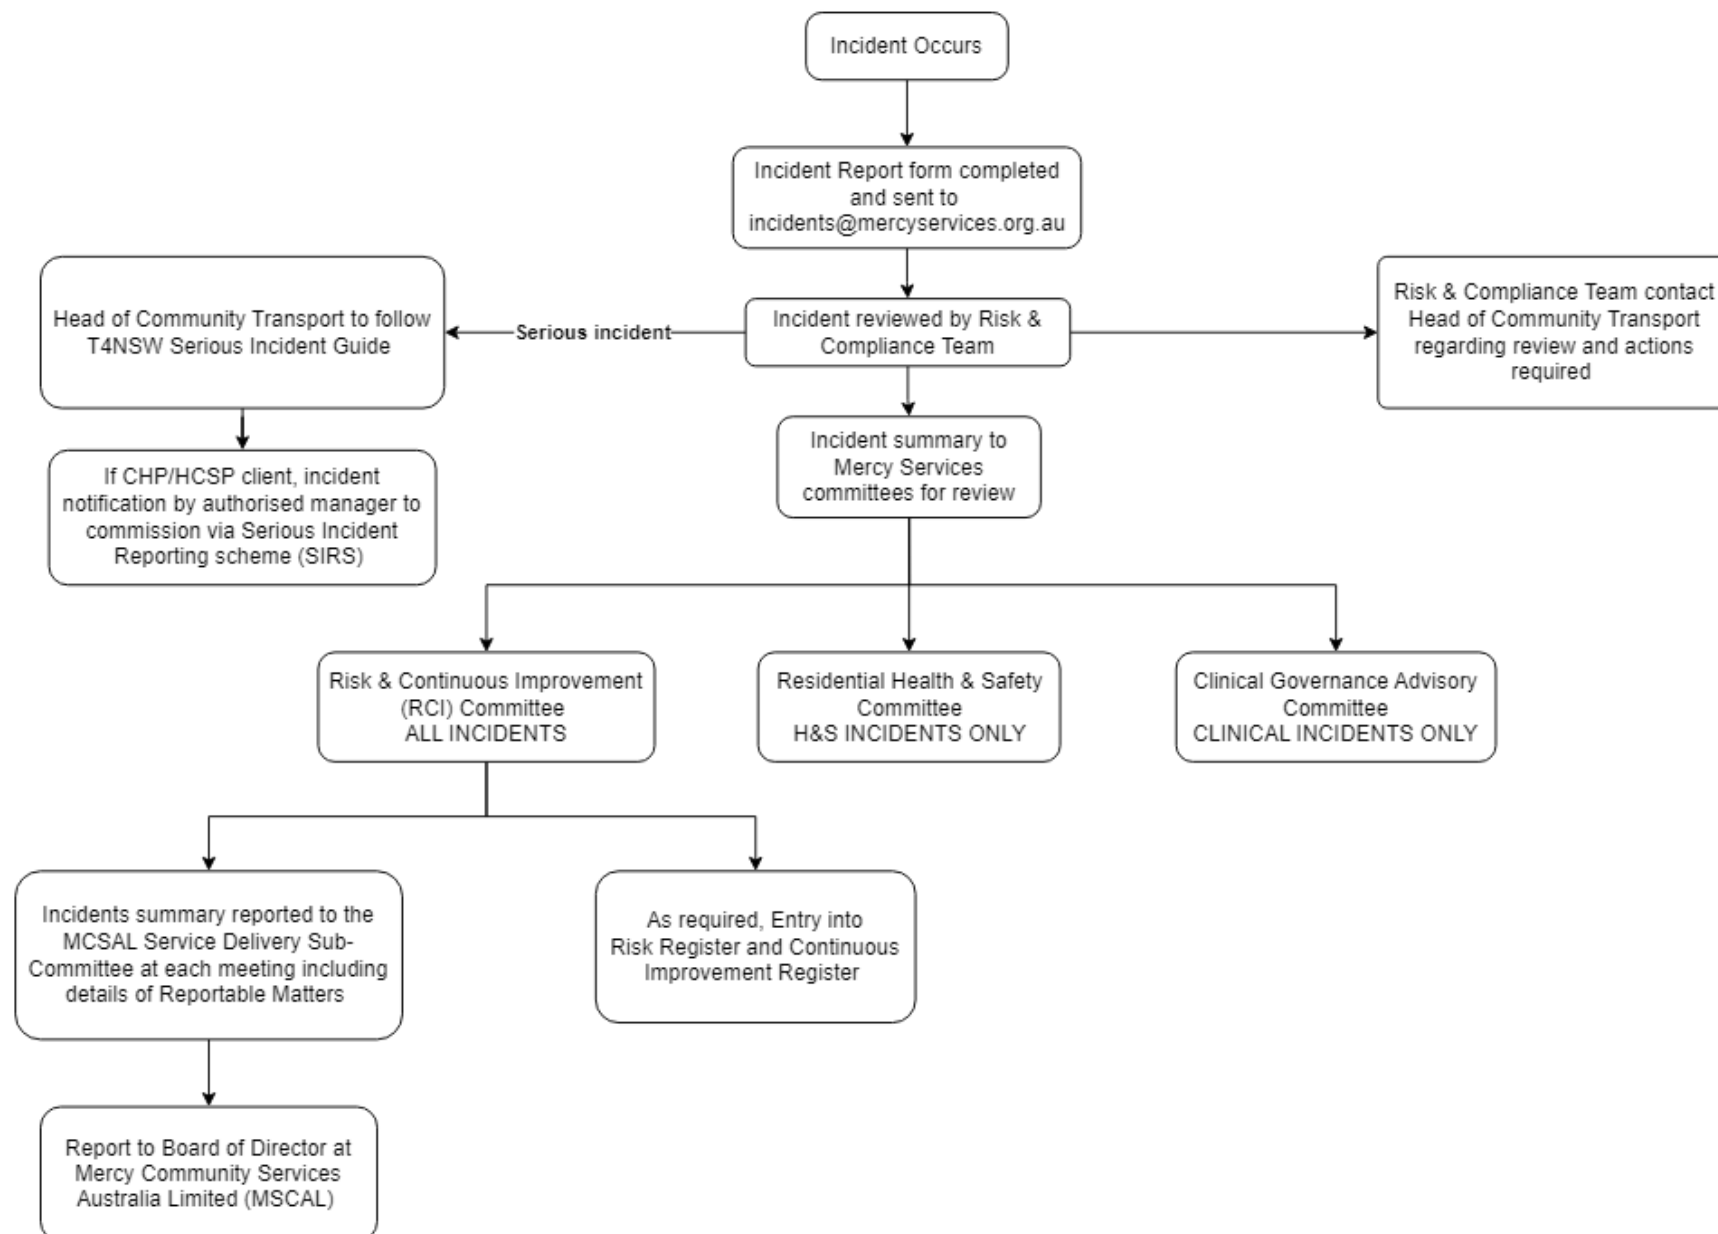 Incident Occurs
Incident Report form completed
and sent to
incidents@mercyservices.org.au
Head of Community Transport to follow
T4NSW Serious Incident Guide
Serious incident
Incident reviewed by Risk &
Compliance Team
Risk & Compliance Team contact
Head of Community Transport
regarding review and actions
required
If CHP/HCSP client, incident
notification by authorised manager to
commission via Serious Incident
Reporting scheme (SIRS)
Incident summary to
Mercy Services
committees for review
Risk & Continuous Improvement
(RCI) Committee
ALL INCIDENTS
Residential Health & Safety
Committee
H&S INCIDENTS ONLY
Clinical Governance Advisory
Committee
CLINICAL INCIDENTS ONLY
Incidents summary reported to the
MCSAL Service Delivery Sub-
Committee at each meeting including
details of Reportable Matters
As required, Entry into
Risk Register and Continuous
Improvement Register
Report to Board of Director at
Mercy Community Services
Australia Limited (MSCAL)